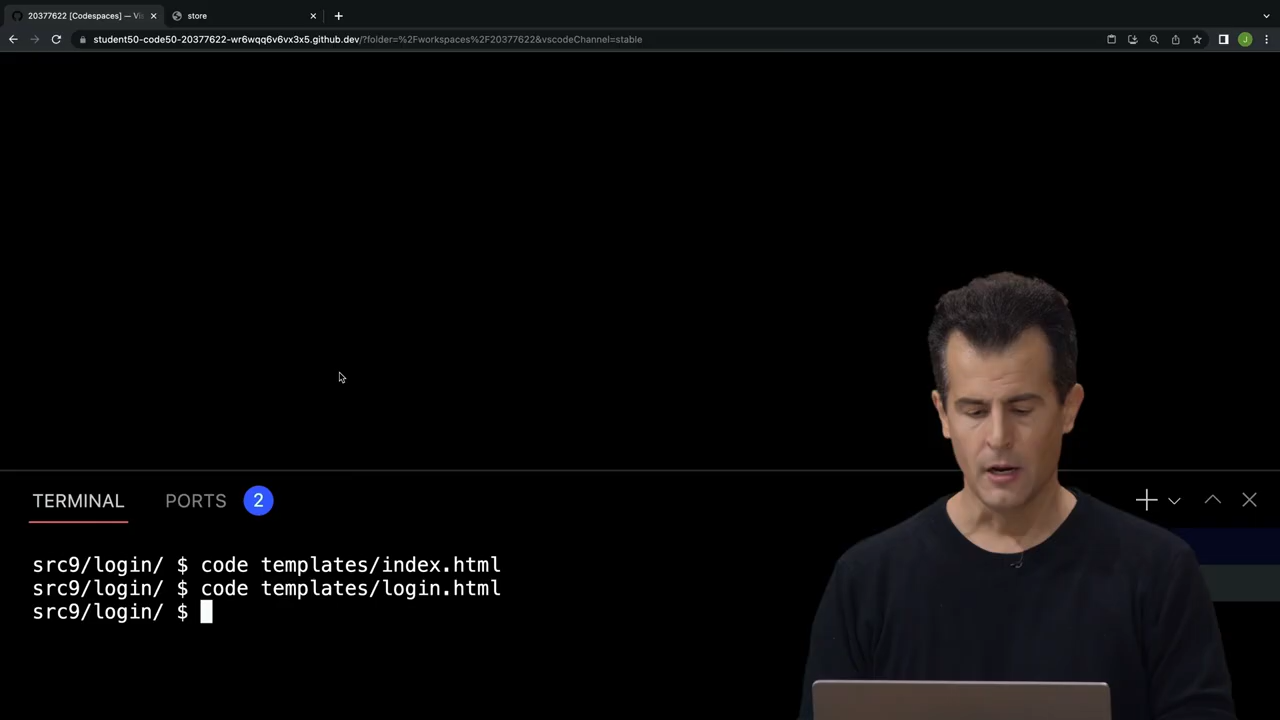 20377622 [Codespaces] — Vi
store
student50-code50-20377622-wr6wqq6v6vx3x5.github.dev/?folder=%2Fworkspaces%2F20377622&vscodeChannel=stable
J
TERMINAL
PORTS
2
src9/login/ $ code templates/index.html
src9/login/ $ code templates/login.html
src9/login/ $